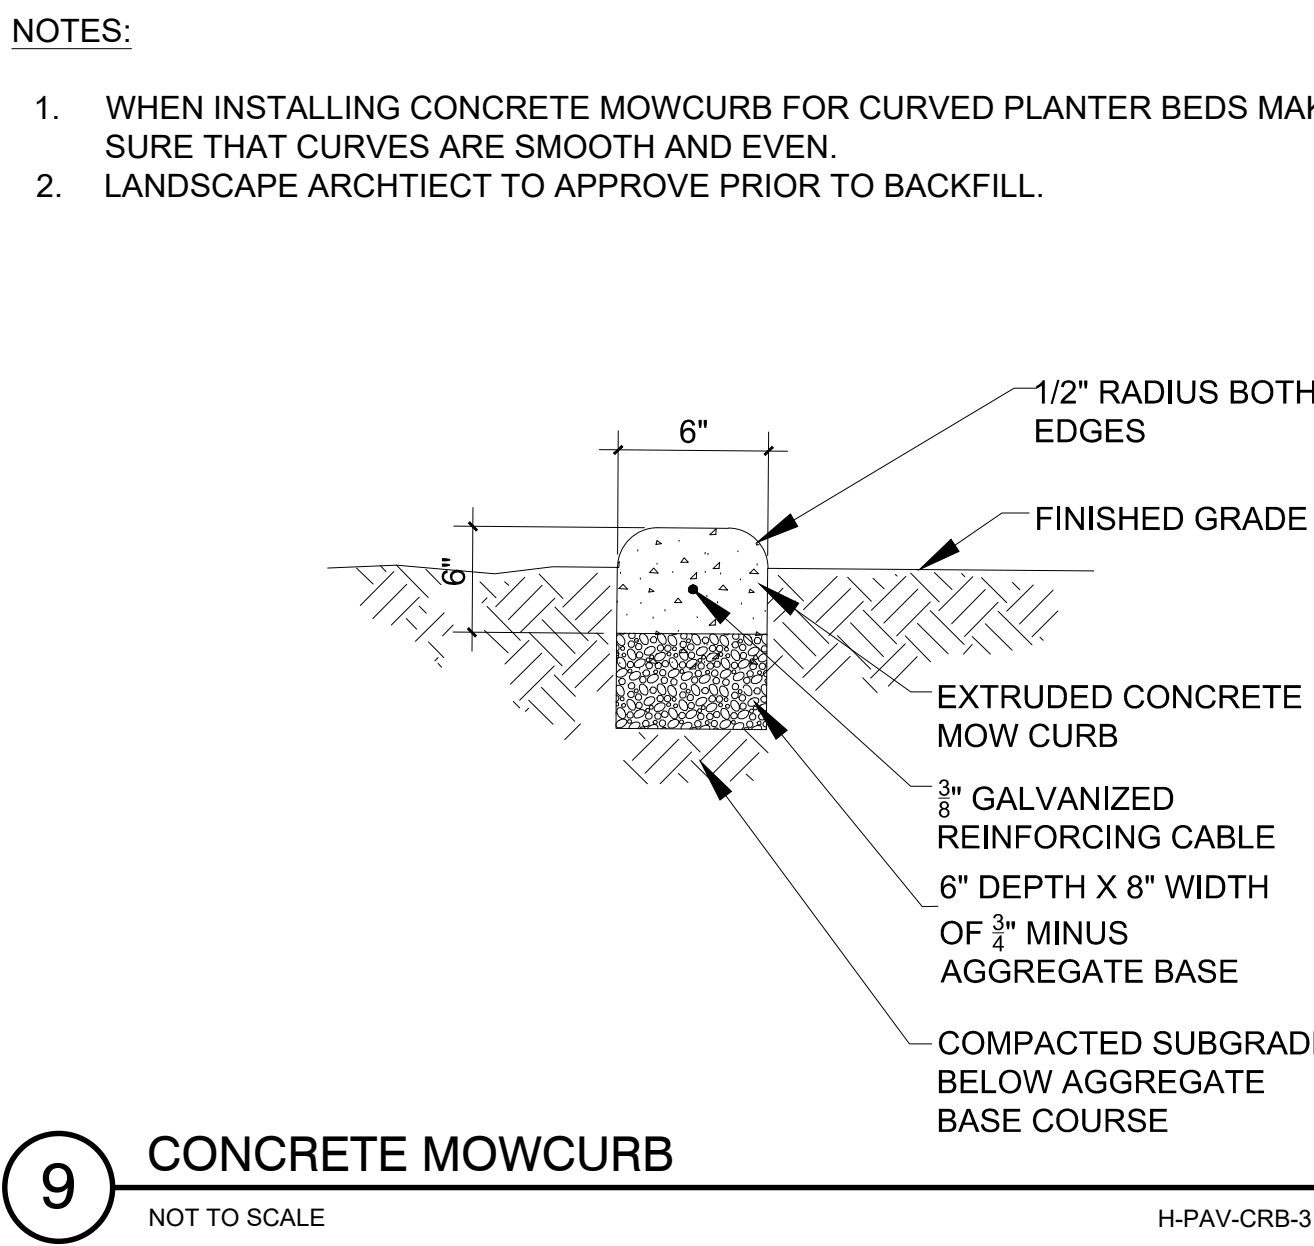 NOTES:
1. WHEN INSTALLING CONCRETE MOWCURB FOR CURVED PLANTER BEDS
SURE THAT CURVES ARE SMOOTH AND EVEN.
2. LANDSCAPE ARCHTIECT TO APPROVE PRIOR TO BACKFILL.
1/2" RADIUS BOTH
EDGES
6"
FINISHED GRADE
6"
EXTRUDED CONCRETE
MOW CURB
3/8" GALVANIZED
REINFORCING CABLE
6" DEPTH X 8" WIDTH
OF 3/4" MINUS
AGGREGATE BASE
COMPACTED
BELOW AGGREGATE
BASE COURSE
9
CONCRETE MOWCURB
NOT TO SCALE
H-PAV-CRB-3